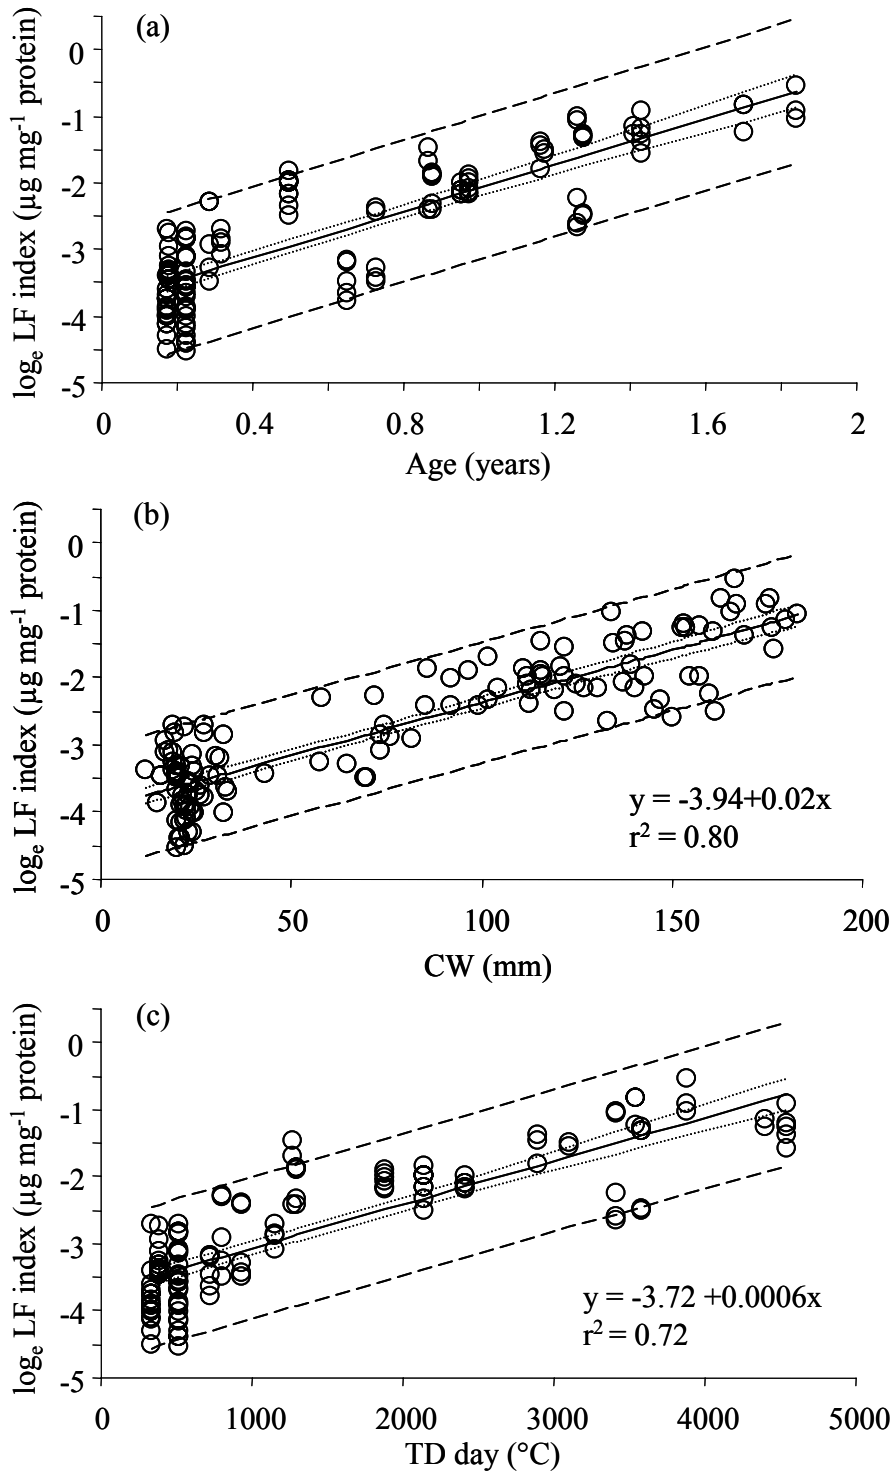 (a)
log_e LF index (µg mg⁻¹ protein)
0
-1
-2
-3
-4
-5
0 0.4 0.8 1.2 1.6 2
Age (years)
(b)
log_e LF index (µg mg⁻¹ protein)
0
-1
-2
-3
-4
-5
y = -3.94+0.02x
r² = 0.80
0 50 100 150 200
CW (mm)
(c)
log_e LF index (µg mg⁻¹ protein)
0
-1
-2
-3
-4
-5
y = -3.72 +0.0006x
r² = 0.72
0 1000 2000 3000 4000 5000
TD day (°C)